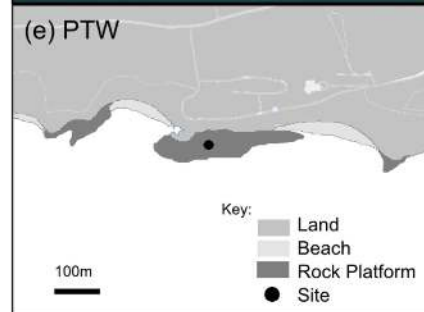 (e) PTW
Key:
Land
Beach
Rock Platform
Site
100m